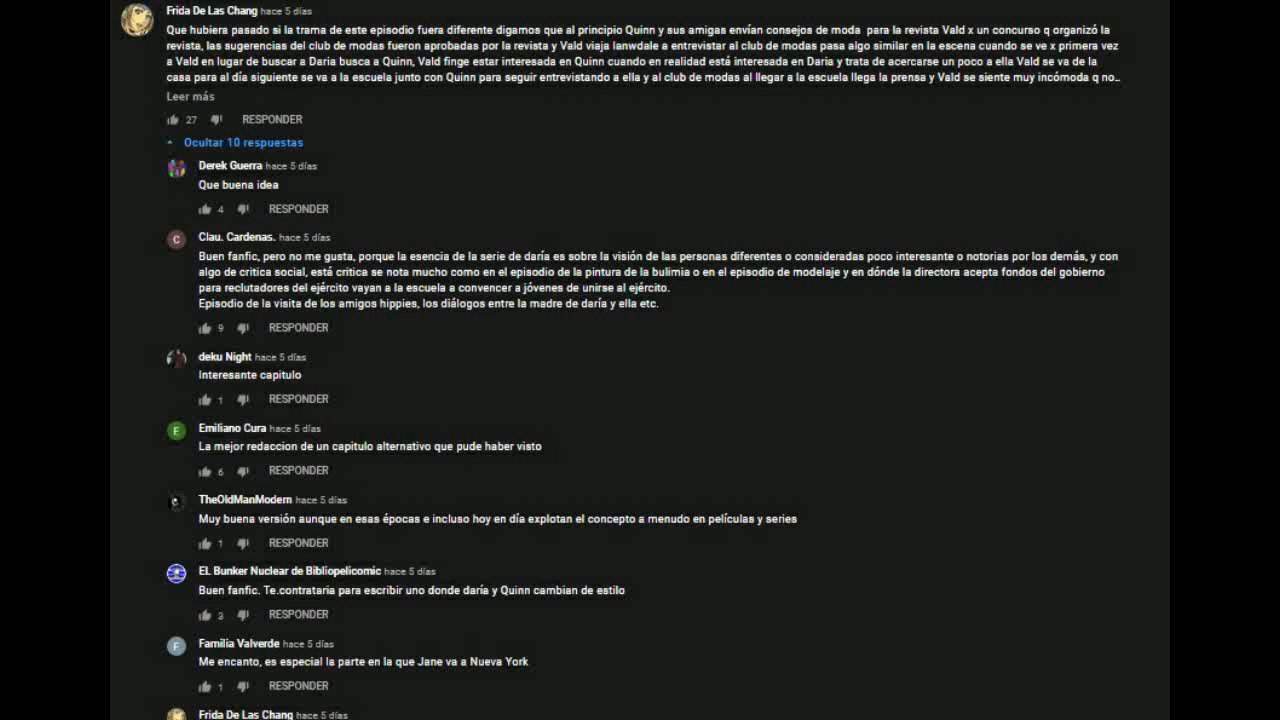 Frida De Las Chang hace 5 días
Que hubiera pasado si la trama de este episodio fuera diferente digamos que al principio Quinn y sus amigas envían consejos de moda para la revista Vald x un concurso q organizó la
revista, las sugerencias del club de modas fueron aprobadas por la revista y Vald viaja lanwdale a entrevistar al club de modas pasa algo similar en la escena cuando se ve x primera vez
a Vald en lugar de buscar a Daria busca a Quinn, Vald finge estar interesada en Quinn cuando en realidad está interesada en Daria y trata de acercarse un poco a ella Vald se va de la
casa para al día siguiente se va a la escuela junto con Quinn para seguir entrevistando a ella y al club de modas al llegar a la escuela llega la prensa y Vald se siente muy incómoda q no...
Leer más
27 RESPONDER
Ocultar 10 respuestas
Derek Guerra hace 5 días
Que buena idea
4 RESPONDER
C
Clau. Cardenas. hace 5 días
Buen fanfic, pero no me gusta, porque la esencia de la serie de daría es sobre la visión de las personas diferentes o consideradas poco interesante o notorias por los demás, y con
algo de critica social, está critica se nota mucho como en el episodio de la pintura de la bulimia o en el episodio de modelaje y en dónde la directora acepta fondos del gobierno
para reclutadores del ejército vayan a la escuela a convencer a jóvenes de unirse al ejército.
Episodio de la visita de los amigos hippies, los diálogos entre la madre de daría y ella etc.
9 RESPONDER
deku Night hace 5 días
Interesante capitulo
1 RESPONDER
E
Emiliano Cura hace 5 días
La mejor redaccion de un capitulo alternativo que pude haber visto
6 RESPONDER
TheOldManModern hace 5 días
Muy buena versión aunque en esas épocas e incluso hoy en día explotan el concepto a menudo en películas y series
1 RESPONDER
EL Bunker Nuclear de Bibliopelicomic hace 5 días
Buen fanfic. Te.contrataria para escribir uno donde daría y Quinn cambian de estilo
3 RESPONDER
F
Familia Valverde hace 5 días
Me encanto, es especial la parte en la que Jane va a Nueva York
1 RESPONDER
Frida De Las Chang hace 5 días